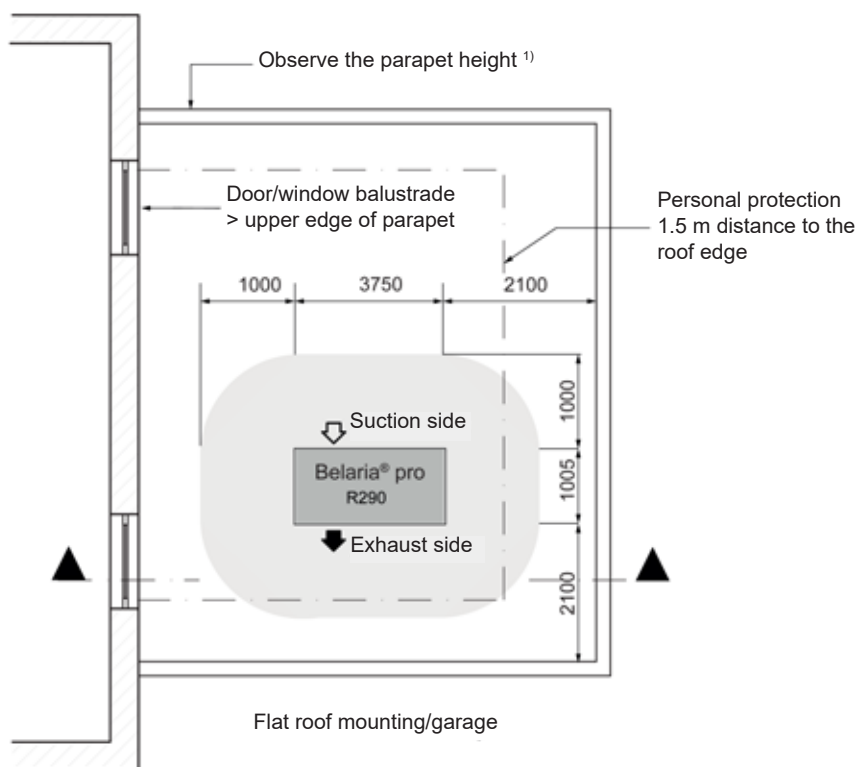 Observe the parapet height ¹⁾
Door/window balustrade
> upper edge of parapet
Personal protection
1.5 m distance to the
roof edge
1000
3750
2100
Suction side
Belaria® pro
R290
Exhaust side
1000
1005
2100
Flat roof mounting/garage